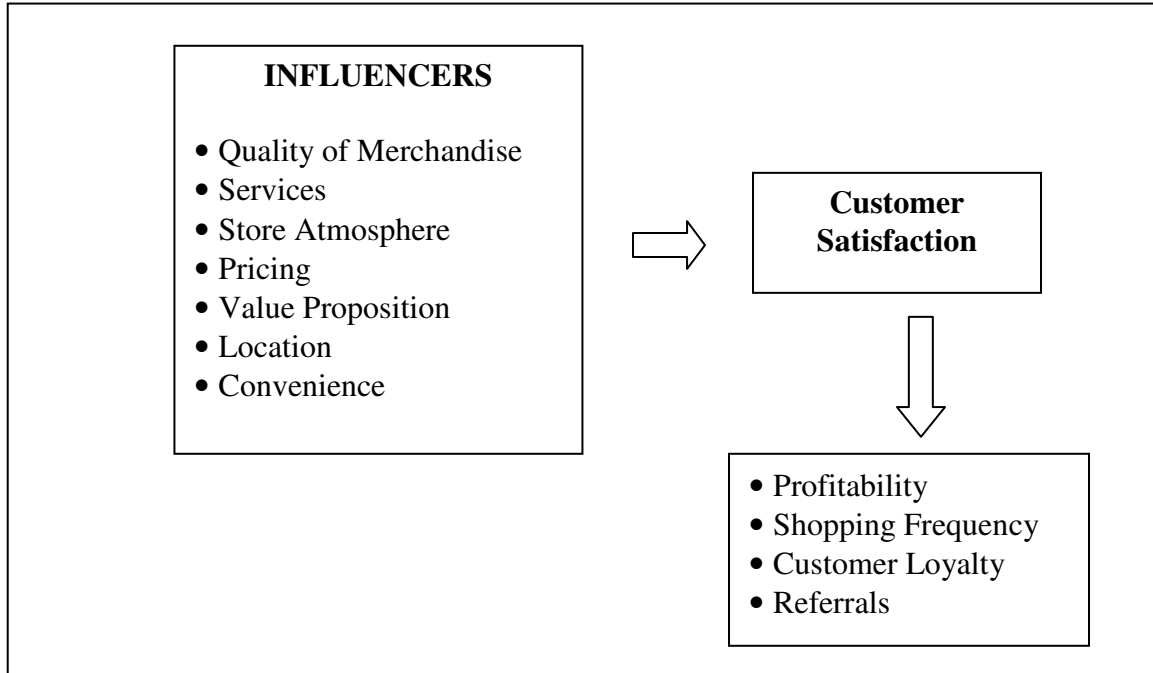 INFLUENCERS
• Quality of Merchandise
• Services
• Store Atmosphere
• Pricing
• Value Proposition
• Location
• Convenience
Customer
Satisfaction
• Profitability
• Shopping Frequency
• Customer Loyalty
• Referrals